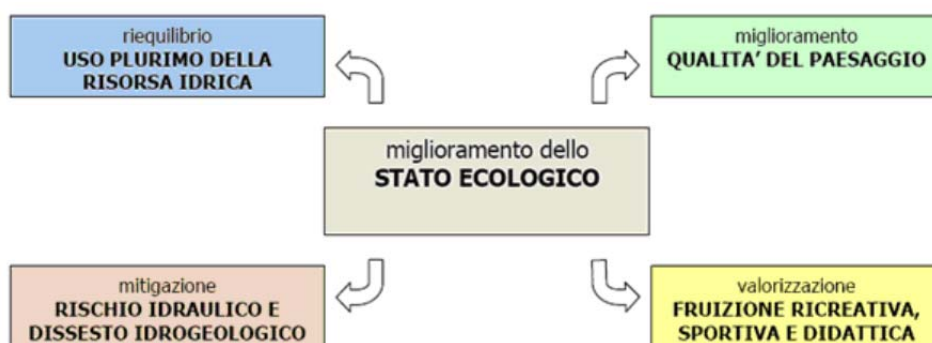 riequilibrio
USO PLURIMO DELLA
RISORSA IDRICA
miglioramento
QUALITA' DEL PAESAGGIO
miglioramento dello
STATO ECOLOGICO
mitigazione
RISCHIO IDRAULICO E
DISSESTO IDROGEOLOGICO
valorizzazione
FRUIZIONE RICREATIVA,
SPORTIVA E DIDATTICA